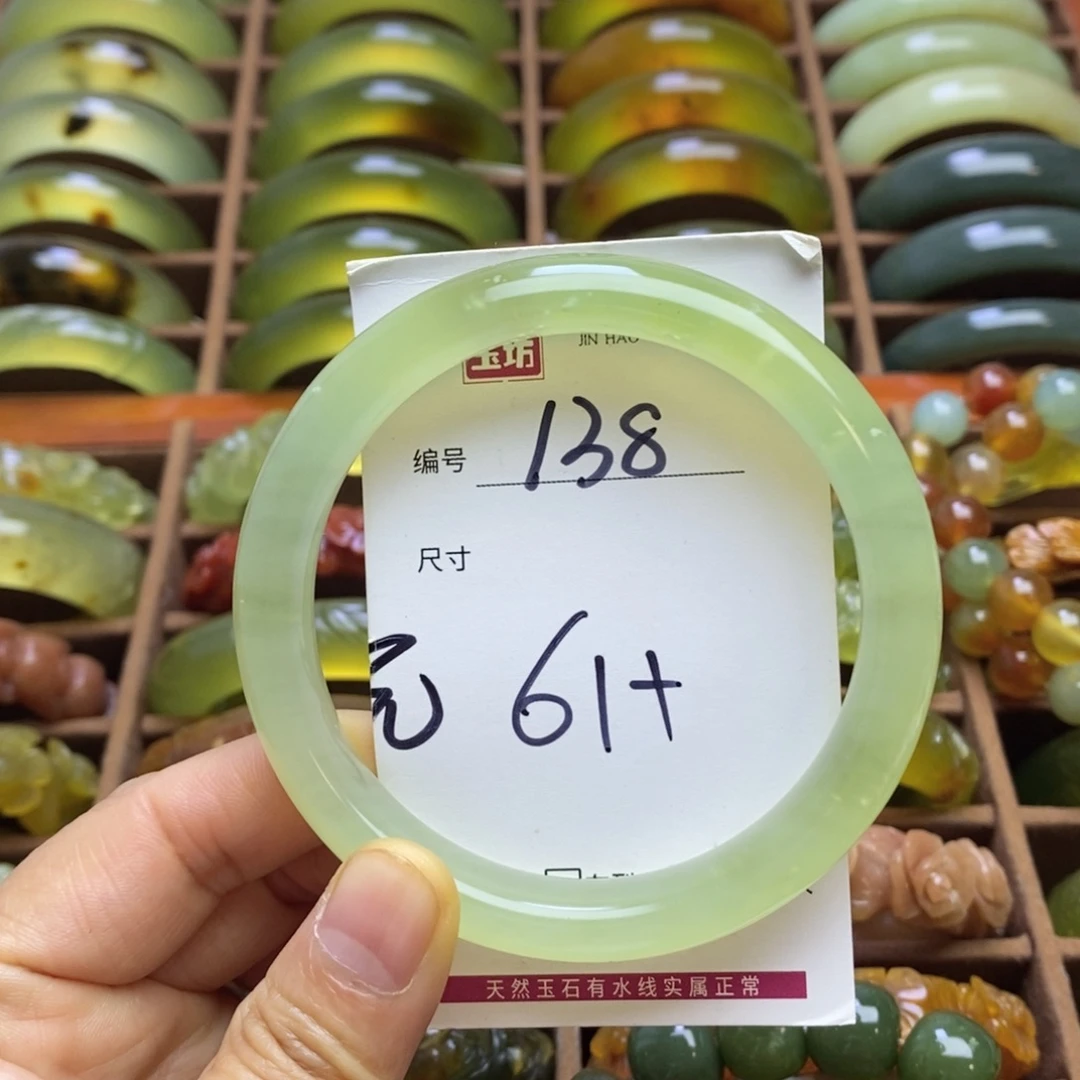 玉坊
JIN HAO
编号 138
尺寸
完 61+
天然玉石有水线实属正常